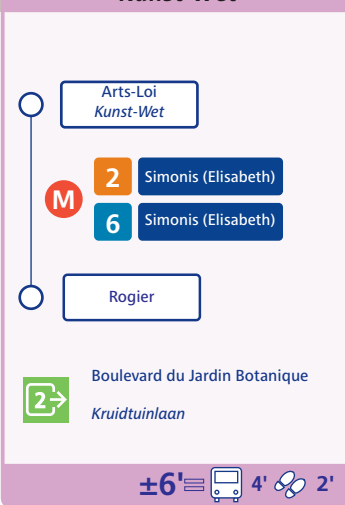 Arts-Loi
Kunst-Wet
M
2 Simonis (Elisabeth)
6 Simonis (Elisabeth)
Rogier
2
Boulevard du Jardin Botanique
Kruidtuinlaan
±6'= 4' 2'